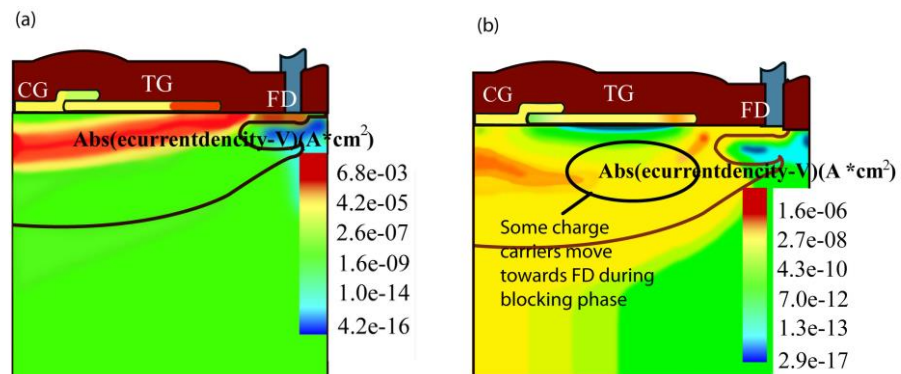 (a)
CG
TG
FD
Abs(ecurrentdencity-V)(A*cm²)
6.8e-03
4.2e-05
2.6e-07
1.6e-09
1.0e-14
4.2e-16
(b)
CG
TG
FD
Abs(ecurrentdencity-V)(A *cm²)
Some charge
carriers move
towards FD during
blocking phase
1.6e-06
2.7e-08
4.3e-10
7.0e-12
1.3e-13
2.9e-17